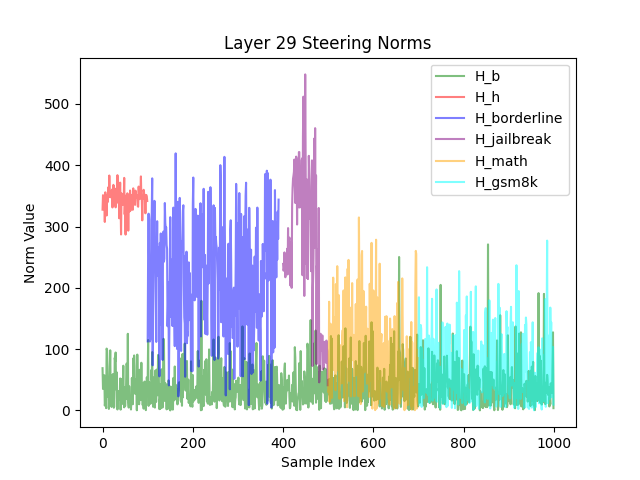 Layer 29 Steering Norms
Norm Value
500
400
300
200
100
0
H_b
H_h
H_borderline
H_jailbreak
H_math
H_gsm8k
0 200 400 600 800 1000
Sample Index